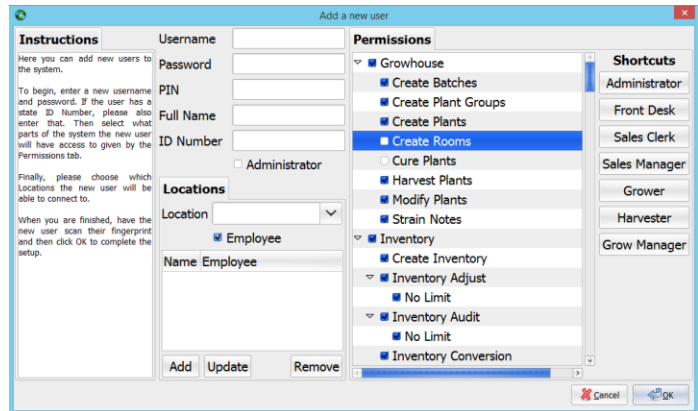 Add a new user
Instructions
Here you can add new users to
the system.
To begin, enter a new username
and password. If the user has a
state ID Number, please also
enter that. Then select what
parts of the system the new user
will have access to given by the
Permissions tab.
Finally, please choose which
Locations the new user will be
able to connect to.
When you are finished, have the
new user scan their fingerprint
and then click OK to complete the
setup.
Username
Password
PIN
Full Name
ID Number
Administrator
Locations
Location
Employee
Name Employee
Add Update Remove
Permissions
Growhouse
Create Batches
Create Plant Groups
Create Plants
Create Rooms
Cure Plants
Harvest Plants
Modify Plants
Strain Notes
Inventory
Create Inventory
Inventory Adjust
No Limit
Inventory Audit
No Limit
Inventory Conversion
Shortcuts
Administrator
Front Desk
Sales Clerk
Sales Manager
Grower
Harvester
Grow Manager
Cancel OK